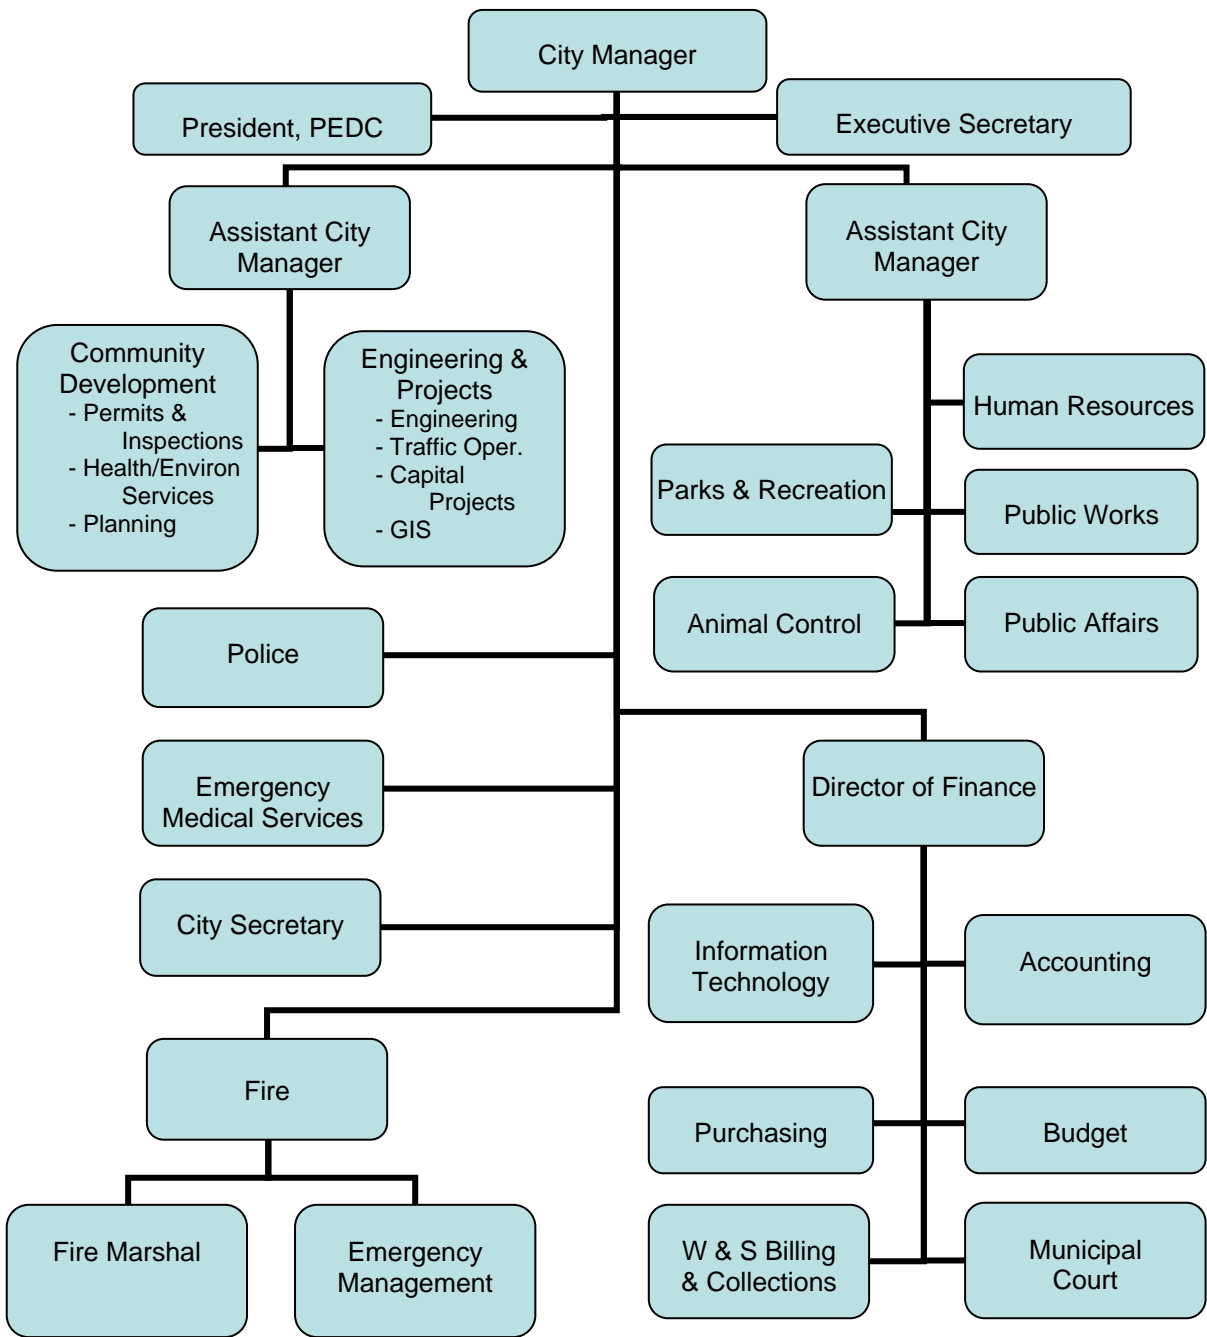 City Manager
President, PEDC
Executive Secretary
Assistant City
Manager
Assistant City
Manager
Community
Development
- Permits &
Inspections
- Health/Environ
Services
- Planning
Engineering &
Projects
- Engineering
- Traffic Oper.
- Capital
Projects
- GIS
Human Resources
Parks & Recreation
Public Works
Animal Control
Public Affairs
Police
Emergency
Medical Services
City Secretary
Director of Finance
Information
Technology
Accounting
Purchasing
Budget
W & S Billing
& Collections
Municipal
Court
Fire
Fire Marshal
Emergency
Management